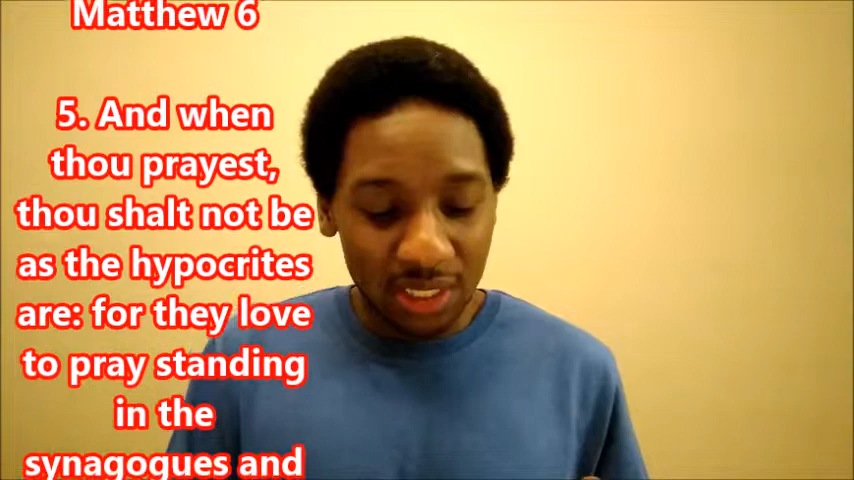 Matthew 6
5. And when
thou prayest,
thou shalt not be
as the hypocrites
are: for they love
to pray standing
in the
synagogues and